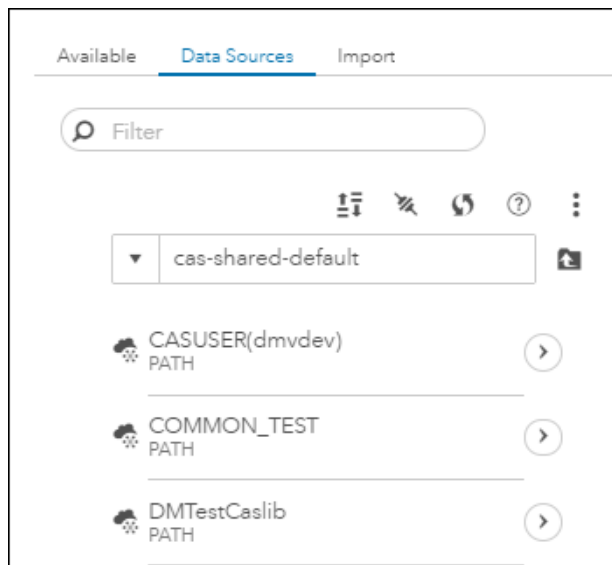 Available Data Sources Import
Filter
cas-shared-default
CASUSER(dmvdev)
PATH
COMMON_TEST
PATH
DMTestCaslib
PATH